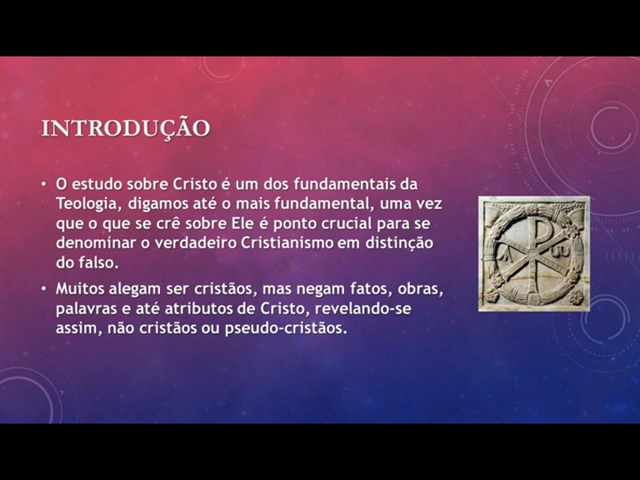 INTRODUÇÃO
• O estudo sobre Cristo é um dos fundamentais da
Teologia, digamos até o mais fundamental, uma vez
que o que se crê sobre Ele é ponto crucial para se
denominar o verdadeiro Cristianismo em distinção
do falso.
• Muitos alegam ser cristãos, mas negam fatos, obras,
palavras e até atributos de Cristo, revelando-se
assim, não cristãos ou pseudo-cristãos.